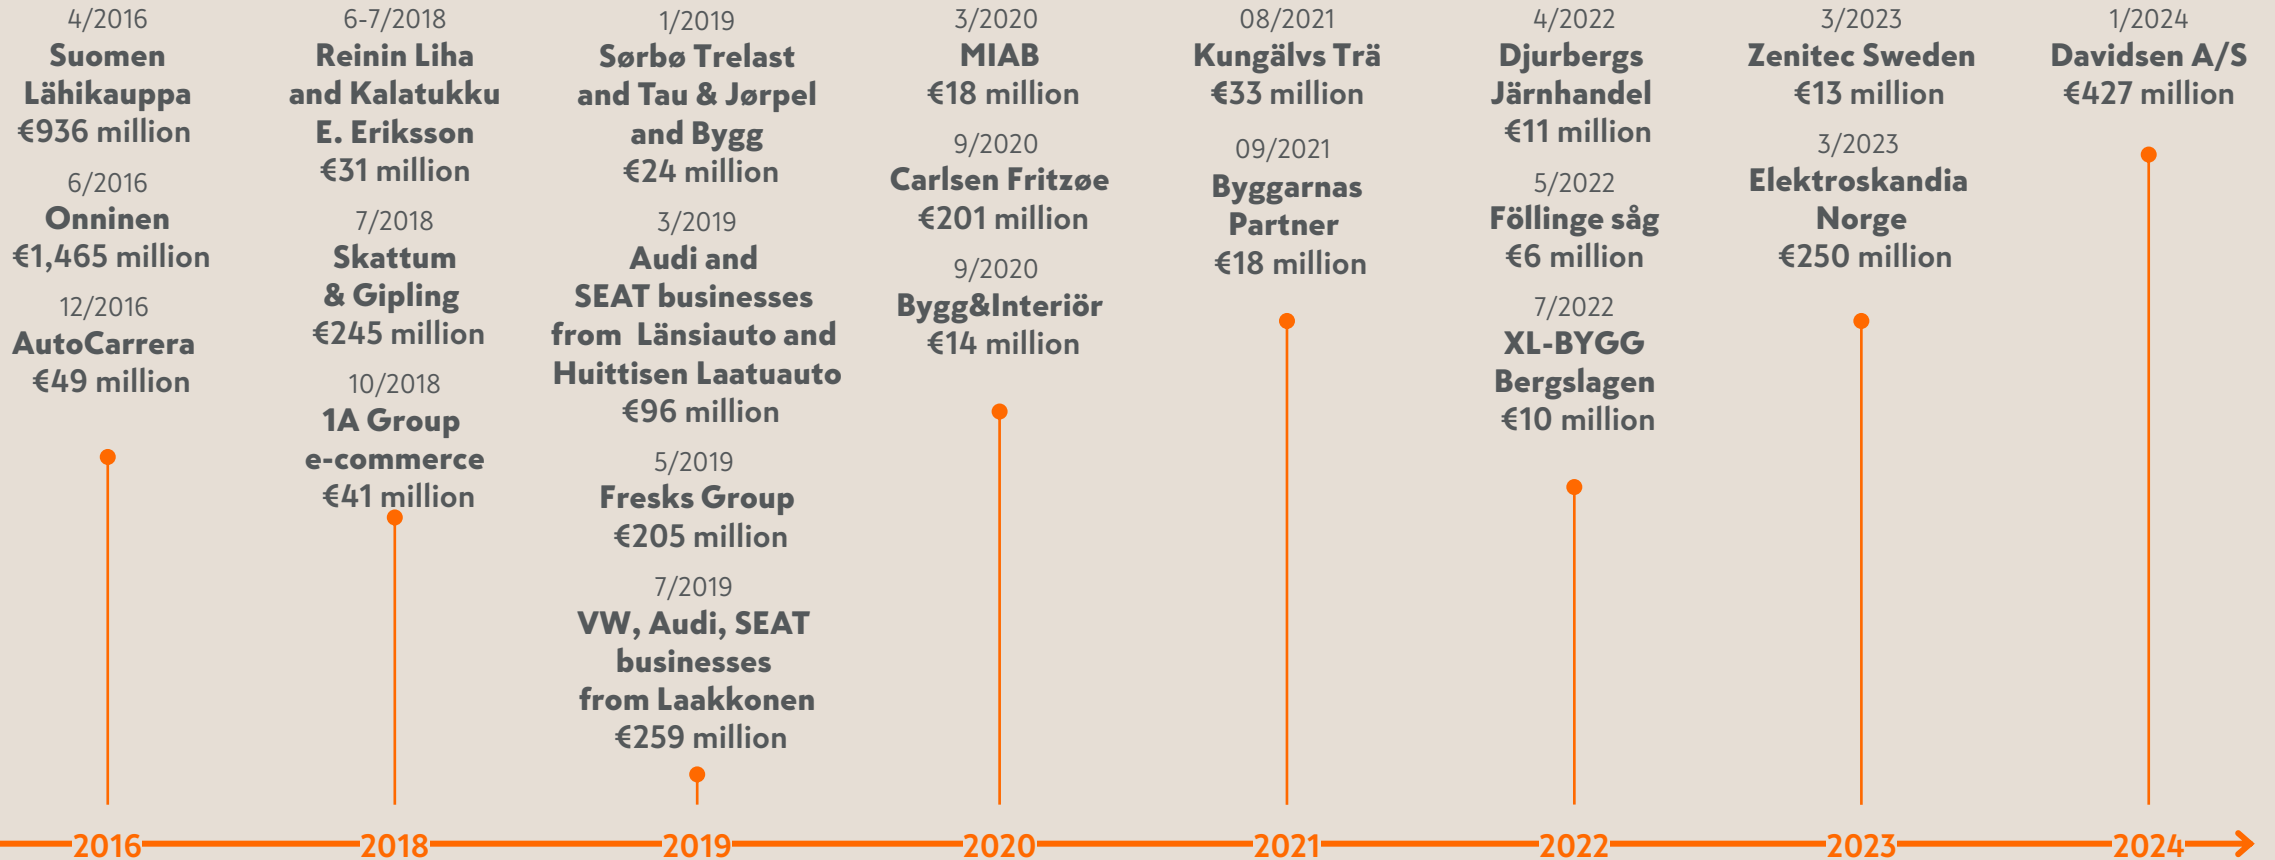 4/2016
Suomen
Lähikauppa
€936 million
6/2016
Onninen
€1,465 million
12/2016
AutoCarrera
€49 million
6-7/2018
Reinin Liha
and Kalatukku
E. Eriksson
€31 million
7/2018
Skattum
& Gipling
€245 million
10/2018
1A Group
e-commerce
€41 million
1/2019
Sørbø Trelast
and Tau & Jørpel
and Bygg
€24 million
3/2019
Audi and
SEAT businesses
from Länsiauto and
Huittisen Laatuauto
€96 million
5/2019
Fresks Group
€205 million
7/2019
VW, Audi, SEAT
businesses
from Laakkonen
€259 million
3/2020
MIAB
€18 million
9/2020
Carlsen Fritzøe
€201 million
9/2020
Bygg&Interiör
€14 million
08/2021
Kungälvs Trä
€33 million
09/2021
Byggarnas
Partner
€18 million
4/2022
Djurbergs
Järnhandel
€11 million
5/2022
Föllinge såg
€6 million
7/2022
XL-BYGG
Bergslagen
€10 million
3/2023
Zenitec Sweden
€13 million
3/2023
Elektroskandia
Norge
€250 million
1/2024
Davidsen A/S
€427 million
2016
2018
2019
2020
2021
2022
2023
2024